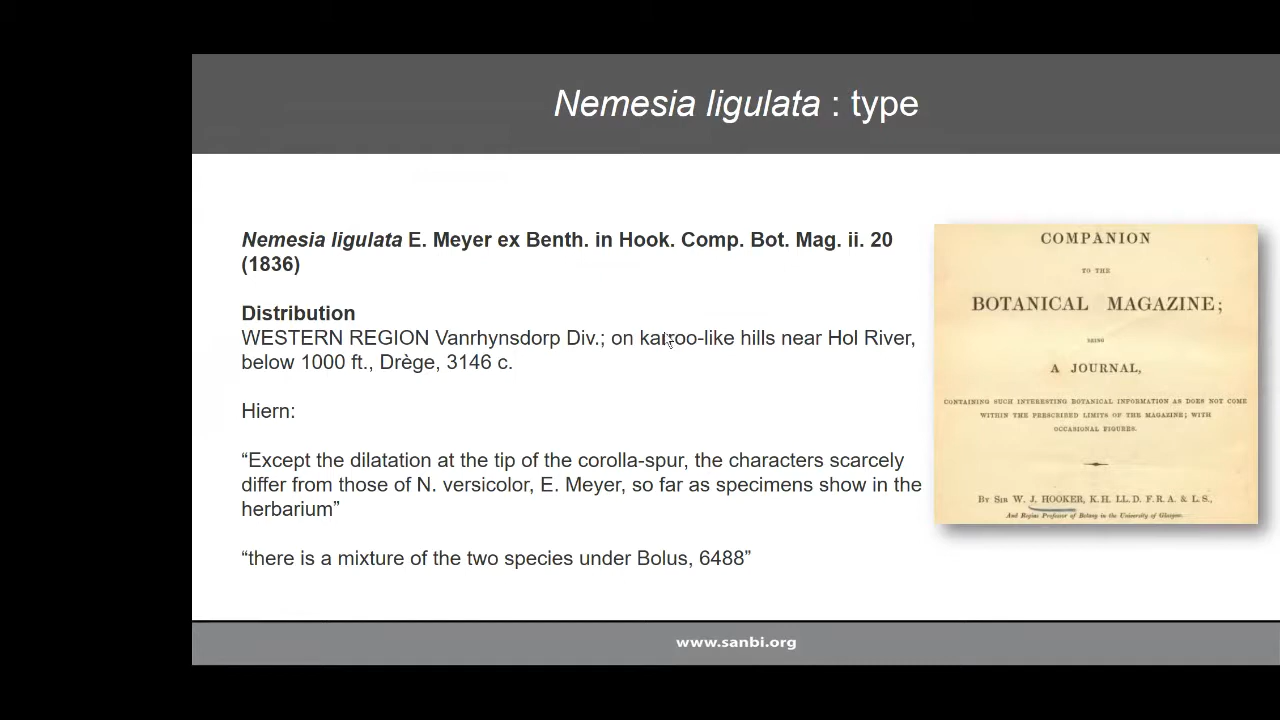 Nemesia ligulata : type
Nemesia ligulata E. Meyer ex Benth. in Hook. Comp. Bot. Mag. ii. 20
(1836)
Distribution
WESTERN REGION Vanrhynsdorp Div.; on karroo-like hills near Hol River,
below 1000 ft., Drège, 3146 c.
Hiern:
“Except the dilatation at the tip of the corolla-spur, the characters scarcely
differ from those of N. versicolor, E. Meyer, so far as specimens show in the
herbarium”
“there is a mixture of the two species under Bolus, 6488”
COMPANION
TO THE
BOTANICAL MAGAZINE;
BEING
A JOURNAL,
CONTAINING SUCH INTERESTING BOTANICAL INFORMATION AS DOES NOT COME
WITHIN THE PRESCRIBED LIMITS OF THE MAGAZINE; WITH
OCCASIONAL FIGURES.
By Sir W. J. HOOKER, K.H. LL.D. F.R.A. & L.S.,
And Regius Professor of Botany in the University of Glasgow.
www.sanbi.org